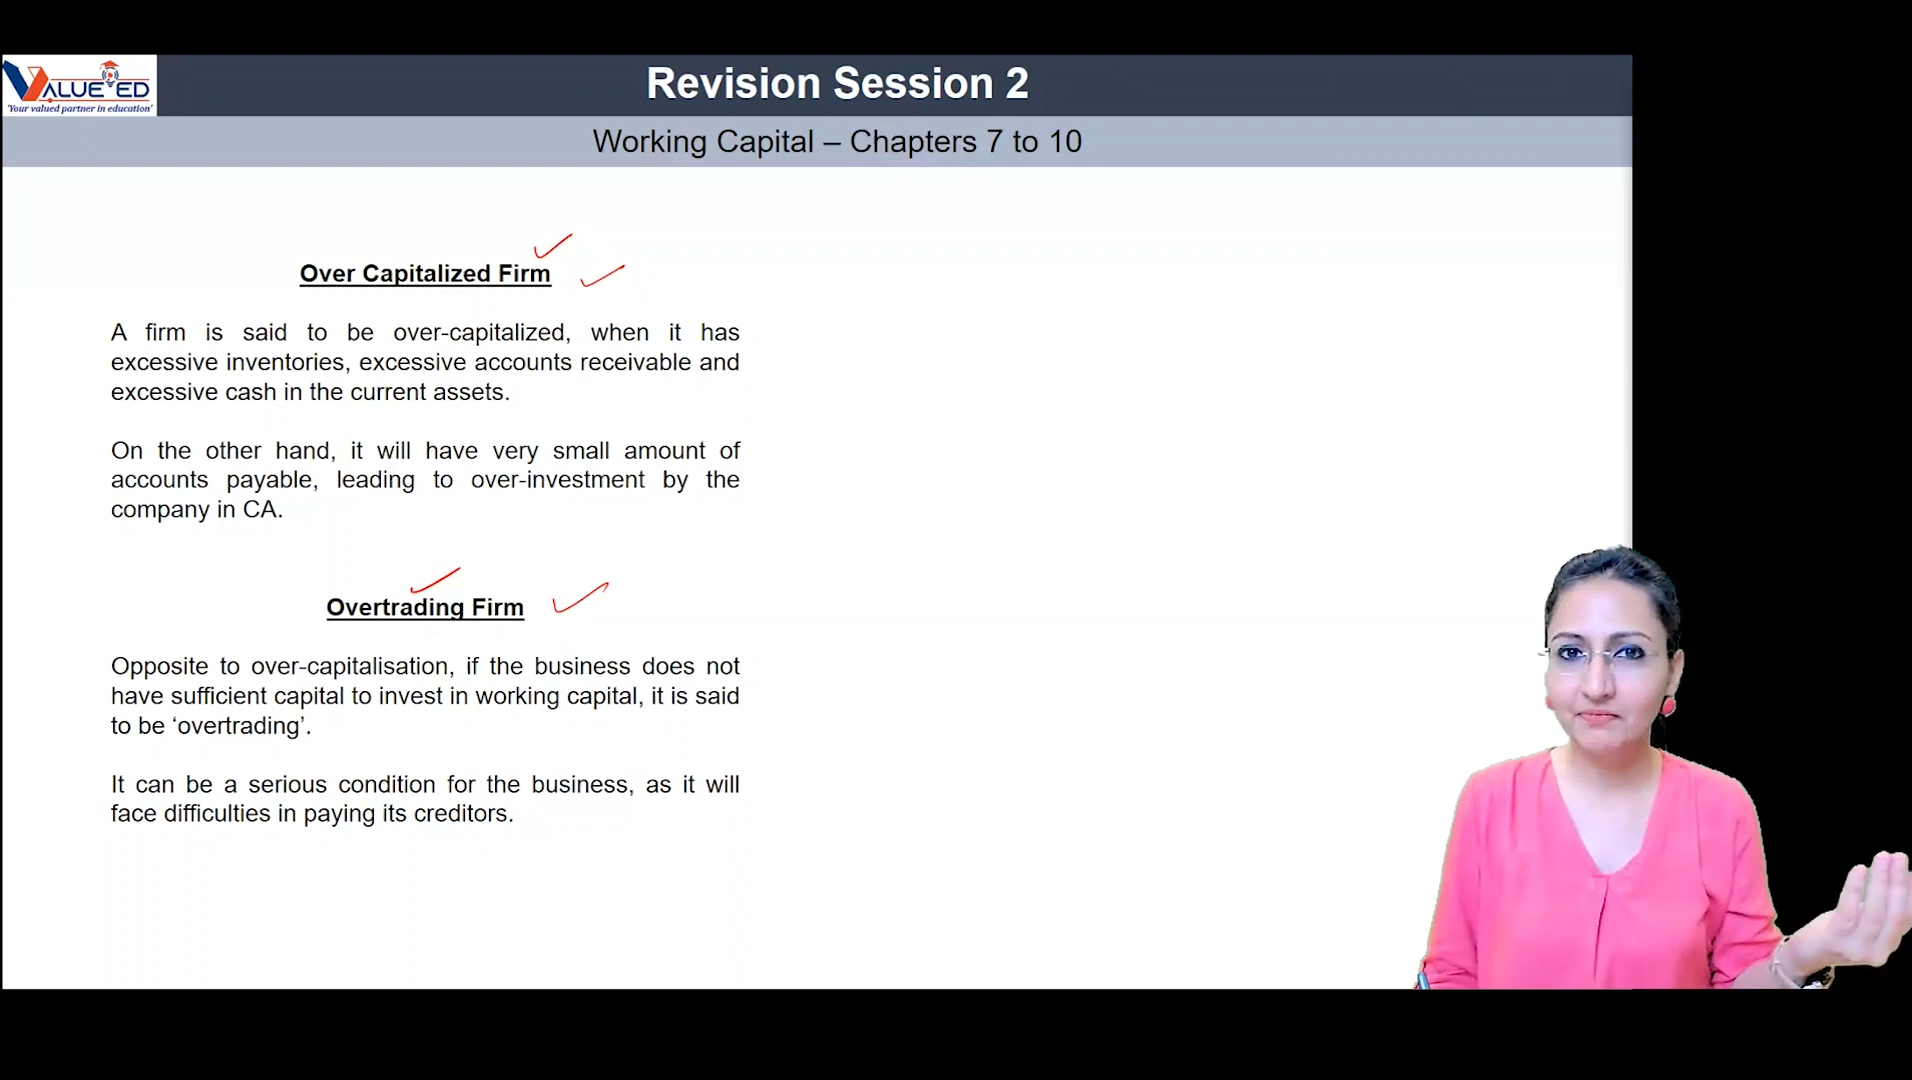 VALUE ED
'Your valued partner in education'
Revision Session 2
Working Capital – Chapters 7 to 10
Over Capitalized Firm
A firm is said to be over-capitalized, when it has
excessive inventories, excessive accounts receivable and
excessive cash in the current assets.
On the other hand, it will have very small amount of
accounts payable, leading to over-investment by the
company in CA.
Overtrading Firm
Opposite to over-capitalisation, if the business does not
have sufficient capital to invest in working capital, it is said
to be ‘overtrading’.
It can be a serious condition for the business, as it will
face difficulties in paying its creditors.